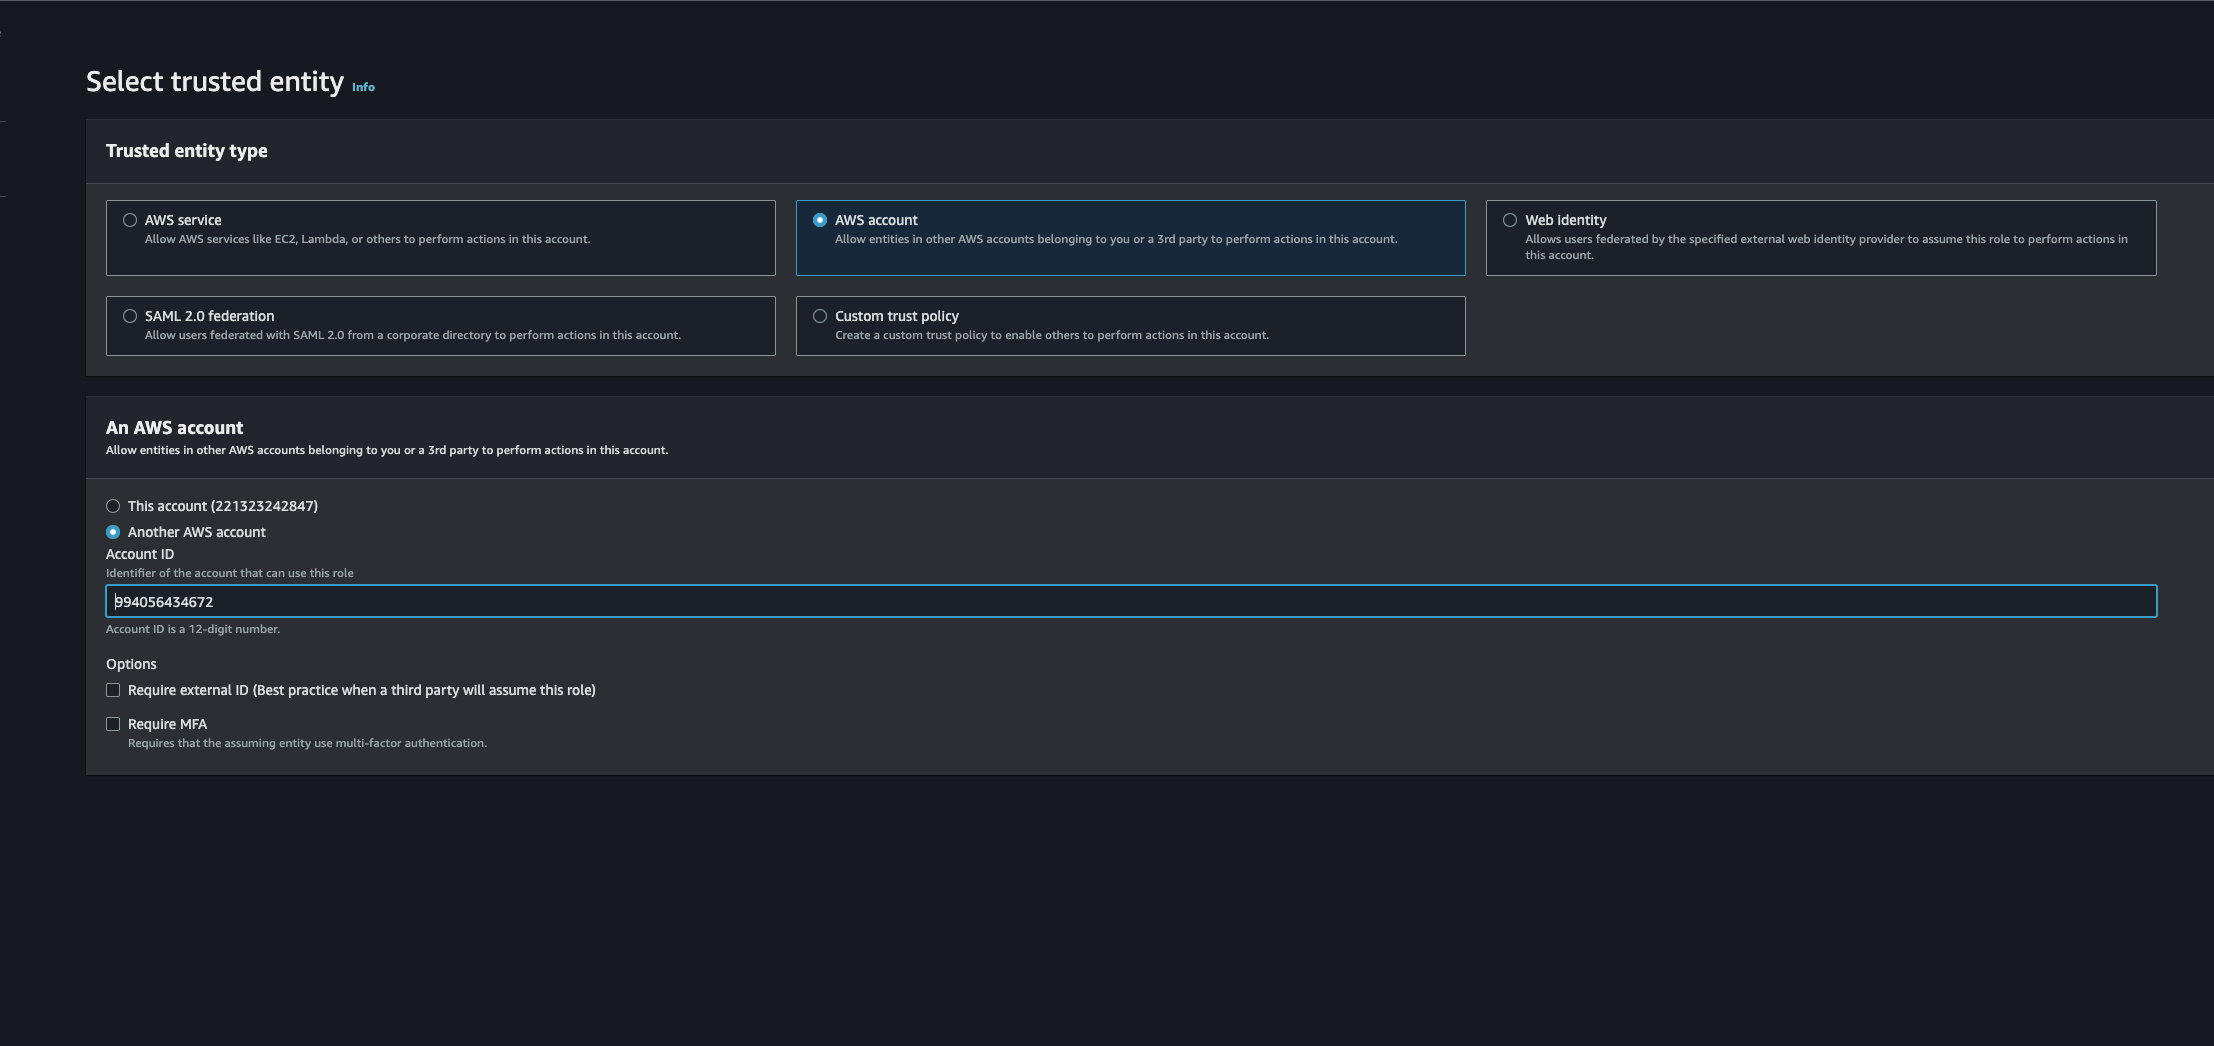 Select trusted entity Info
Trusted entity type
AWS service
Allow AWS services like EC2, Lambda, or others to perform actions in this account.
AWS account
Allow entities in other AWS accounts belonging to you or a 3rd party to perform actions in this account.
Web identity
Allows users federated by the specified external web identity provider to assume this role to perform actions in
this account.
SAML 2.0 federation
Allow users federated with SAML 2.0 from a corporate directory to perform actions in this account.
Custom trust policy
Create a custom trust policy to enable others to perform actions in this account.
An AWS account
Allow entities in other AWS accounts belonging to you or a 3rd party to perform actions in this account.
This account (221323242847)
Another AWS account
Account ID
Identifier of the account that can use this role
994056434672
Account ID is a 12-digit number.
Options
Require external ID (Best practice when a third party will assume this role)
Require MFA
Requires that the assuming entity use multi-factor authentication.